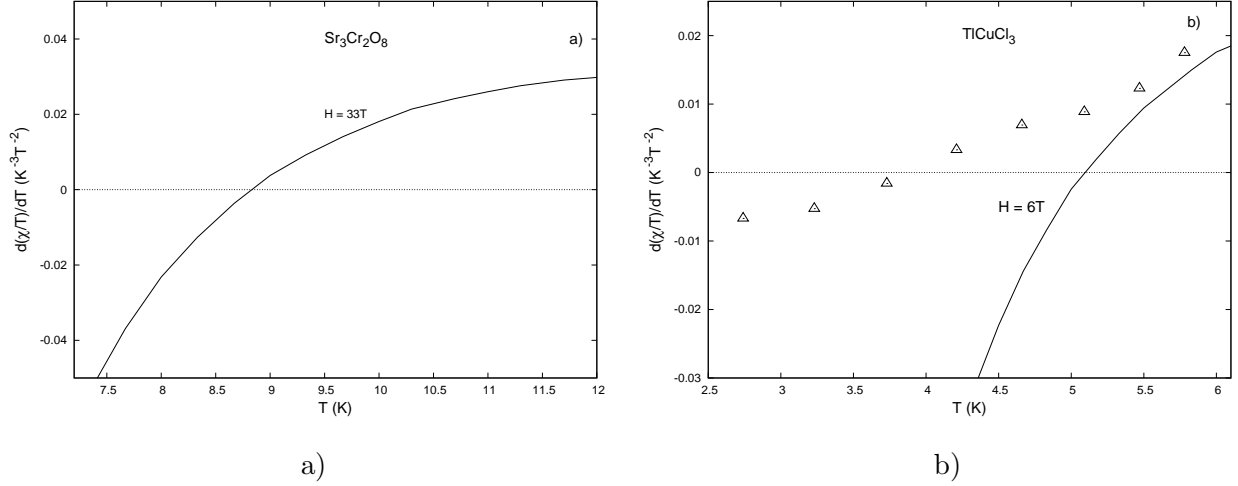 Sr3Cr2O8
a)
H = 33T
d(χ/T)/dT (K-3T-2)
0.04
0.02
0
-0.02
-0.04
7.5 8 8.5 9 9.5 10 10.5 11 11.5 12
T (K)
a)
TlCuCl3
b)
H = 6T
d(χ/T)/dT (K-3T-2)
0.02
0.01
0
-0.01
-0.02
-0.03
2.5 3 3.5 4 4.5 5 5.5 6
T (K)
b)